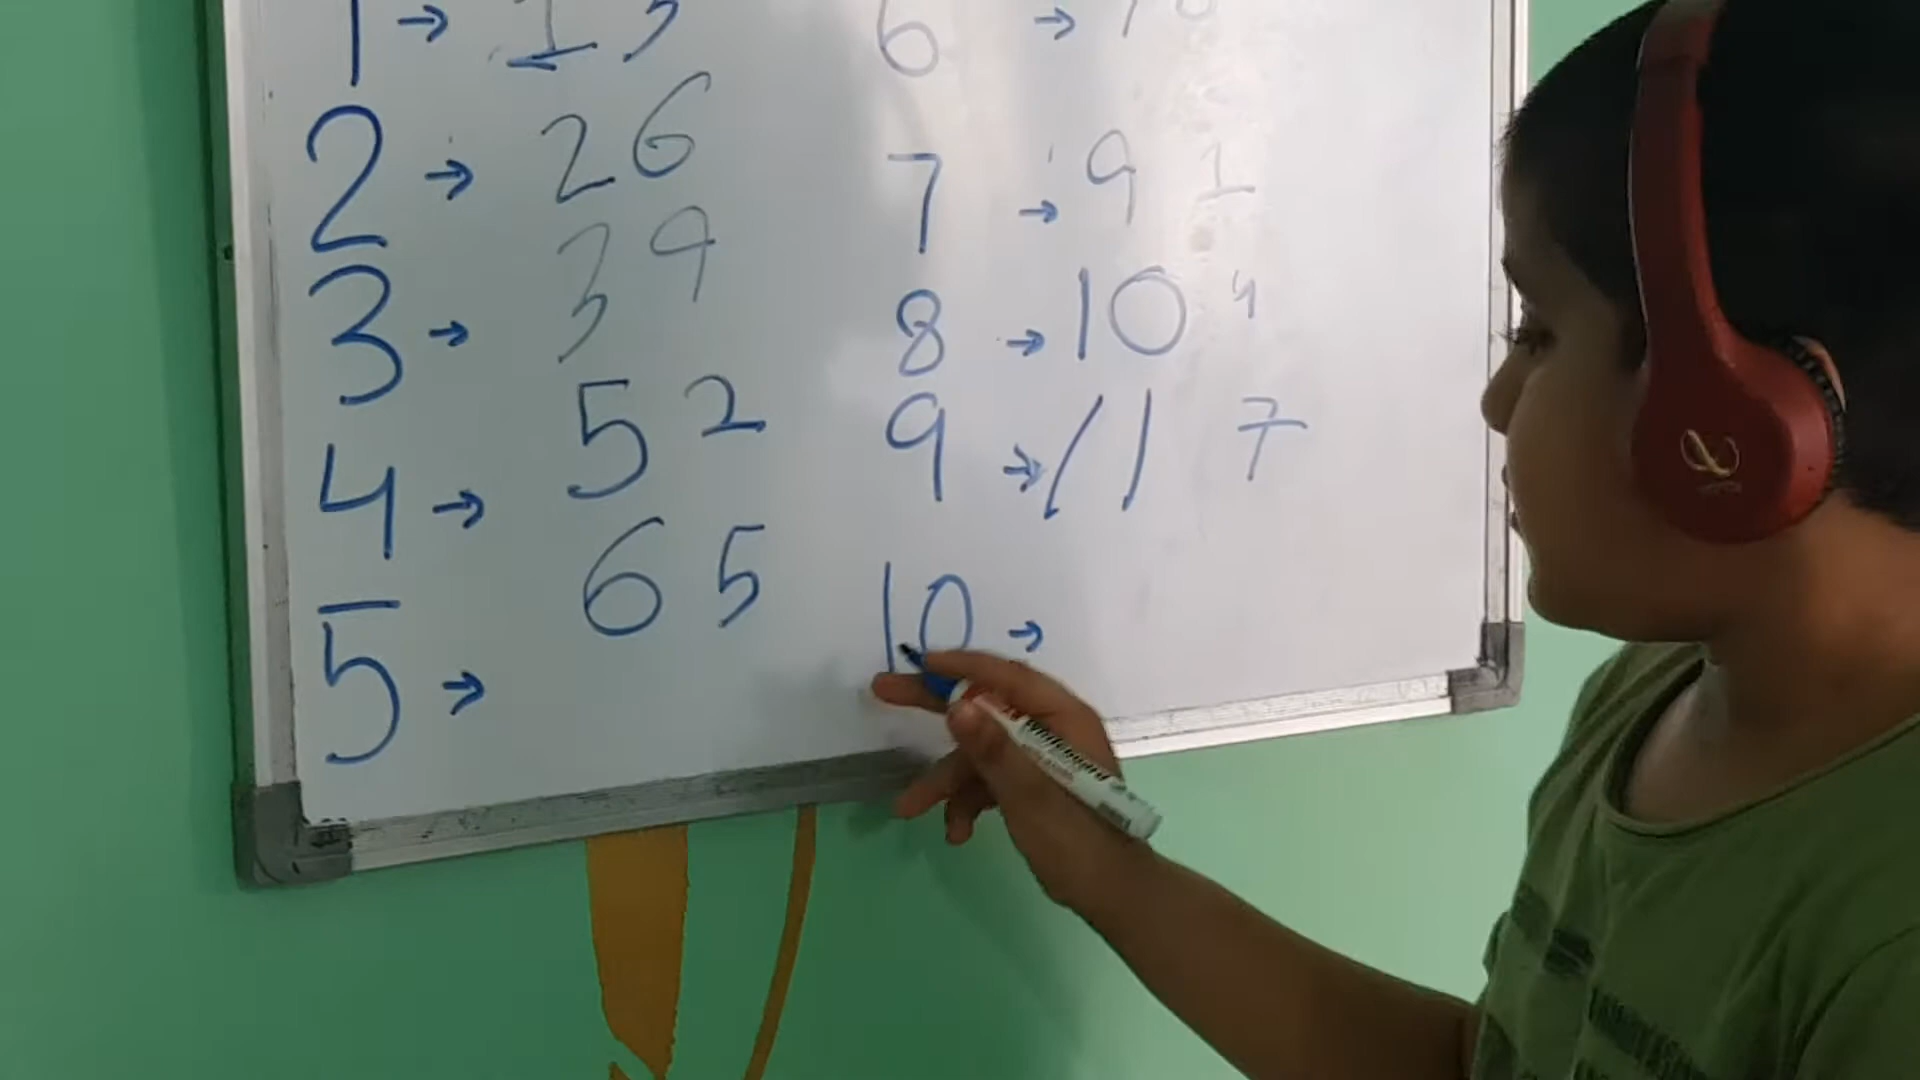 1 → 13
2 → 26
3 → 39
4 → 52
5 → 65
6 → 78
7 → 91
8 → 104
9 → 117
10 →